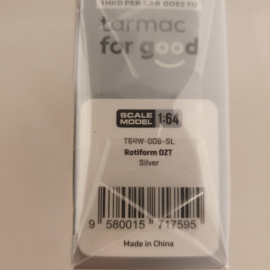 THIRD PER CAR GOES TO
tarmac
for good
SCALE MODEL 1:64
T64W-008-SL
Rotiform OZT
Silver
9 580015 717595
Made in China